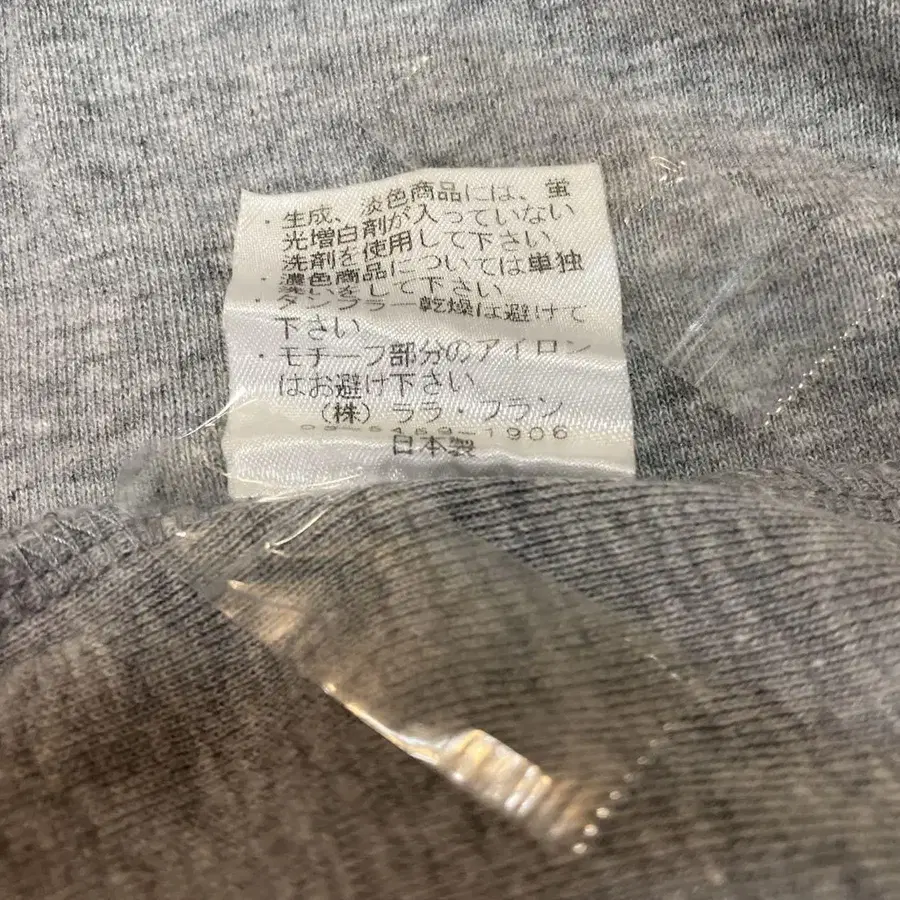 ・生成、淡色商品には、蛍
光増白剤が入っていない
洗剤を使用して下さい。
・濃色商品については単独
洗いをして下さい
・タンブラー乾燥は避けて
下さい
・モチーフ部分のアイロン
はお避け下さい
(株)ララ・フラン
03-5459-1906
日本製